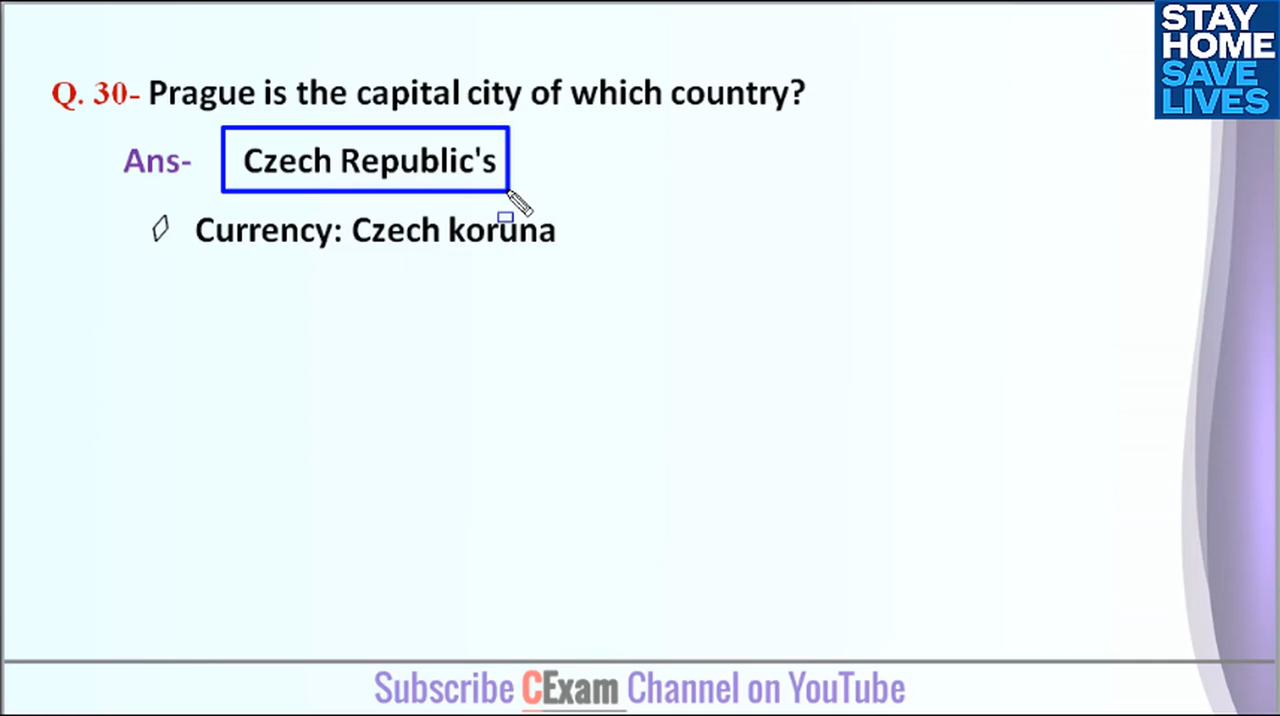 STAY
HOME
SAVE
LIVES
Q. 30- Prague is the capital city of which country?
Ans- Czech Republic's
Currency: Czech koruna
Subscribe CExam Channel on YouTube